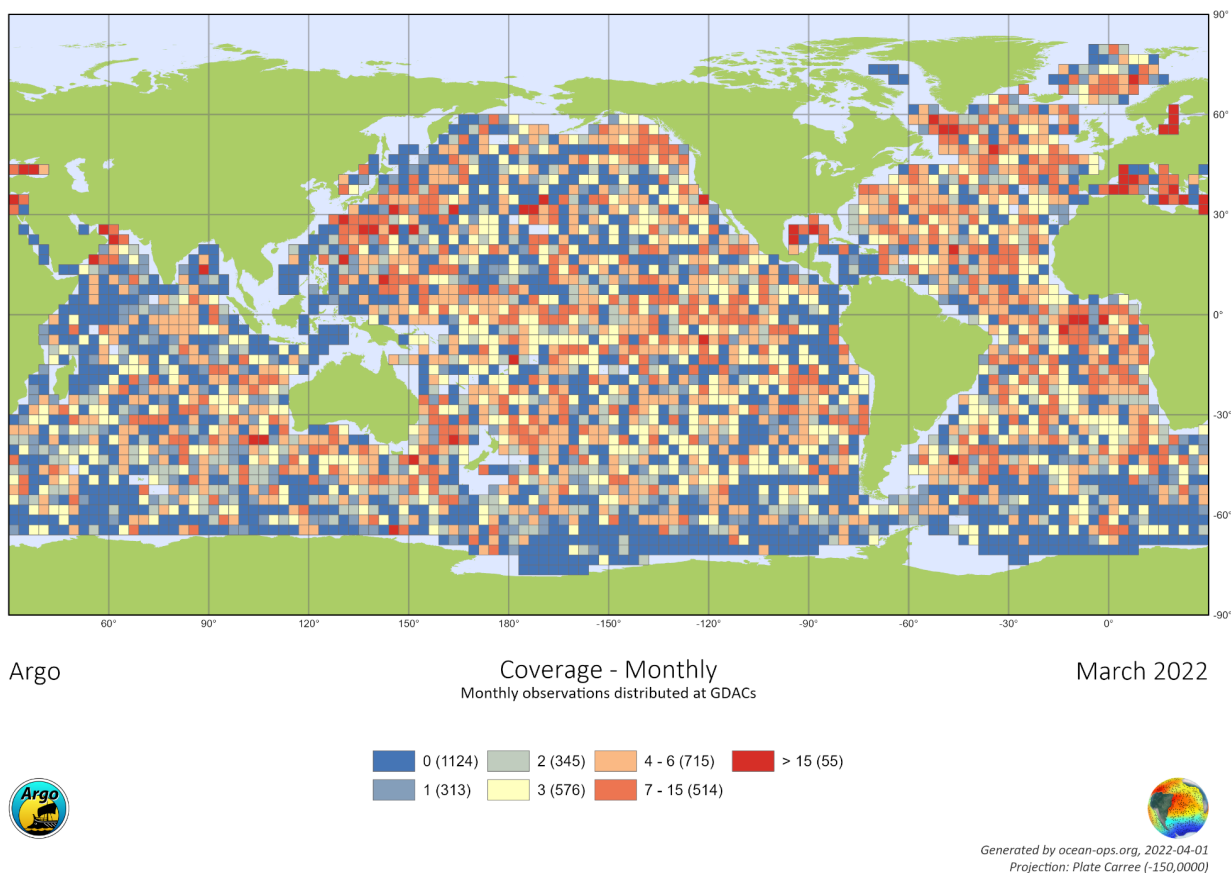 90°
60°
30°
0°
-30°
-60°
-90°
60° 90° 120° 150° 180° -150° -120° -90° -60° -30° 0°
Argo Coverage - Monthly March 2022
Monthly observations distributed at GDACs
0 (1124) 2 (345) 4 - 6 (715) > 15 (55)
1 (313) 3 (576) 7 - 15 (514)
Argo
Generated by ocean-ops.org, 2022-04-01
Projection: Plate Carree (-150,0000)